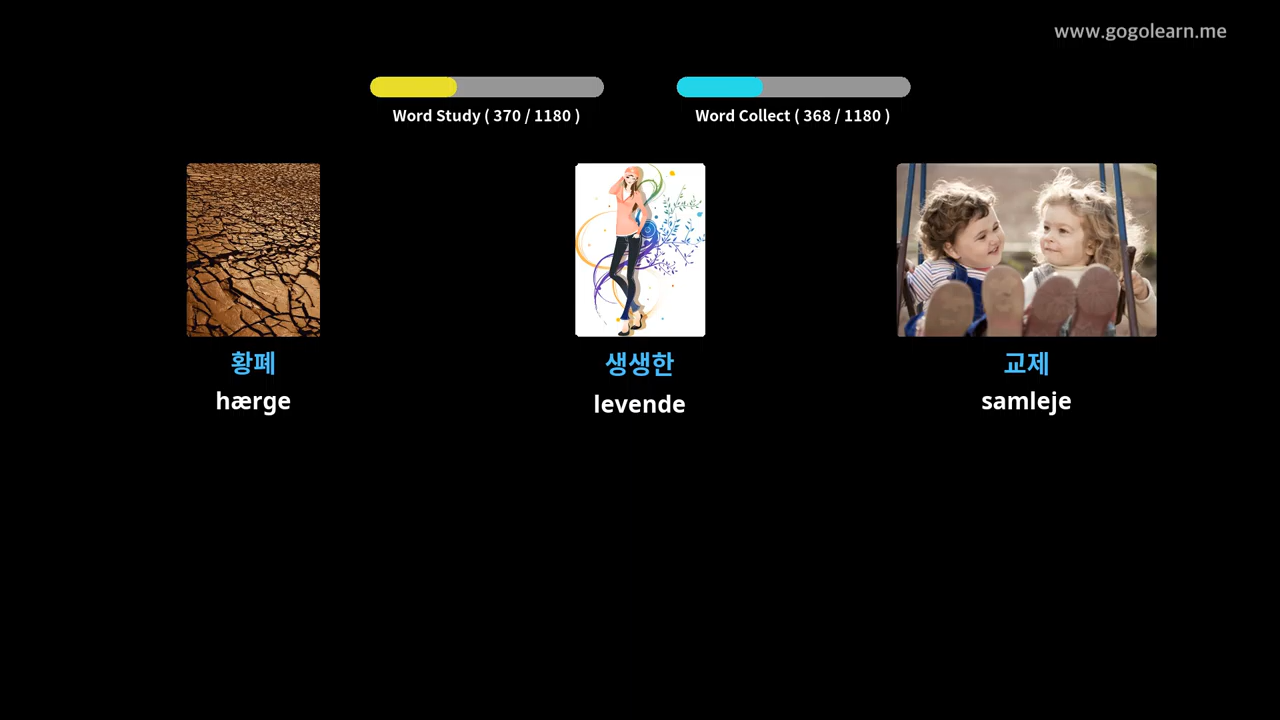 www.gogolearn.me
Word Study ( 370 / 1180 )
Word Collect ( 368 / 1180 )
황폐
생생한
교제
hærge
levende
samleje